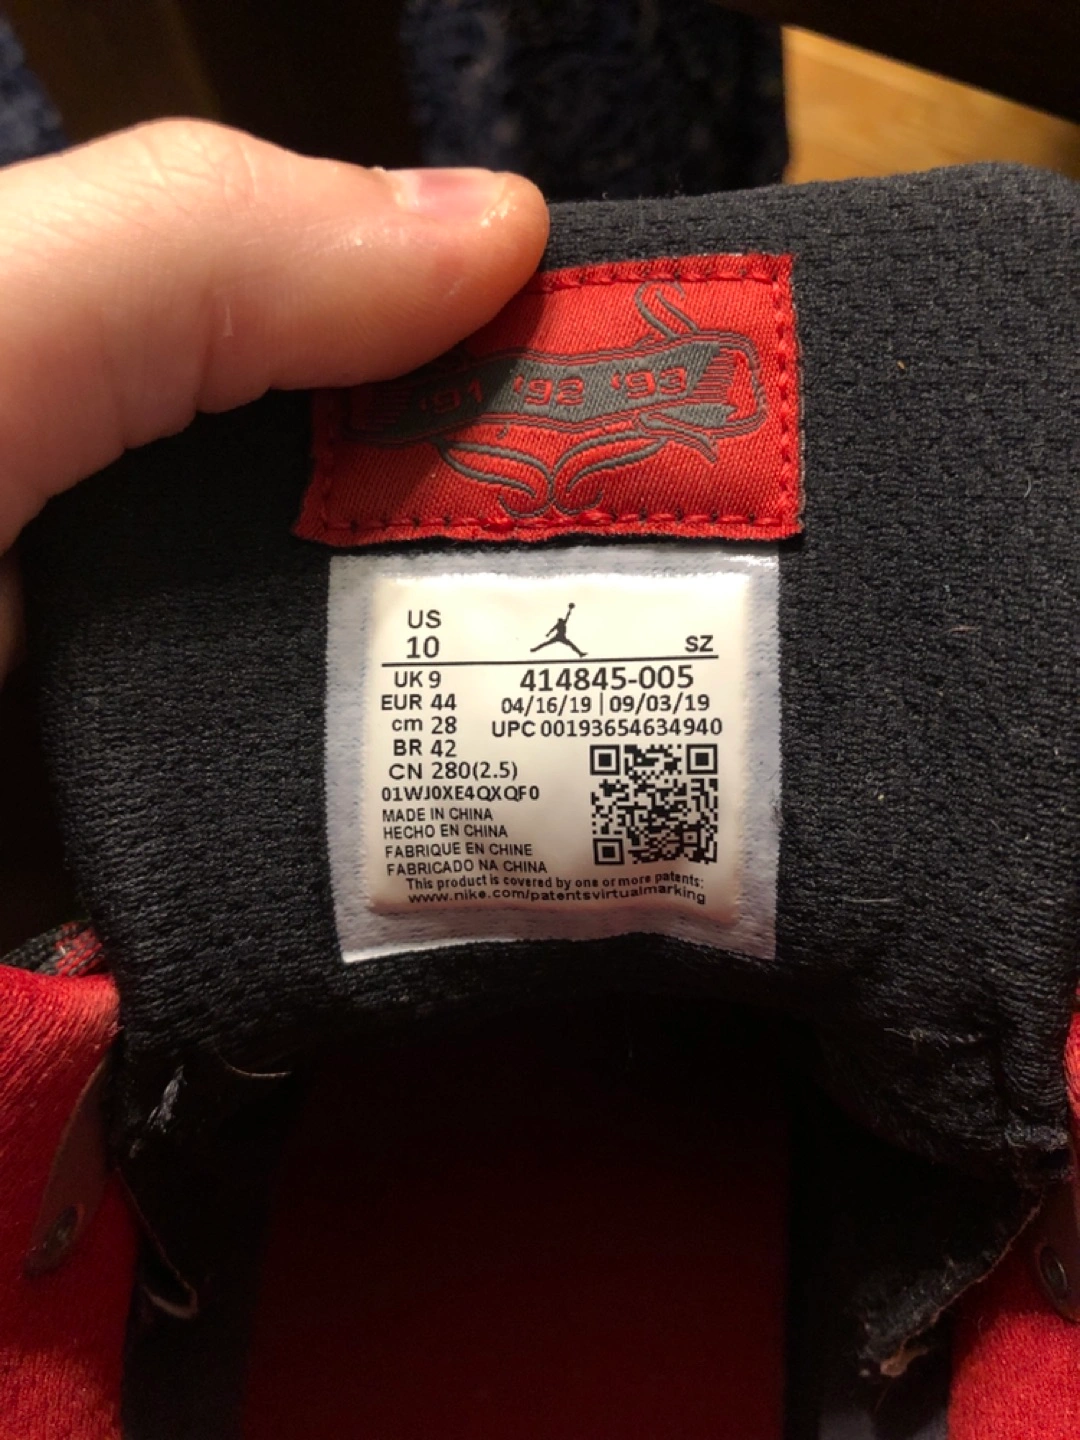 '91 '92 '93
US
10 SZ
UK 9 414845-005
EUR 44 04/16/19 | 09/03/19
cm 28 UPC 00193654634940
BR 42
CN 280(2.5)
01WJ0XE4QXQF0
MADE IN CHINA
HECHO EN CHINA
FABRIQUE EN CHINE
FABRICADO NA CHINA
This product is covered by one or more patents:
www.nike.com/patentsvirtualmarking